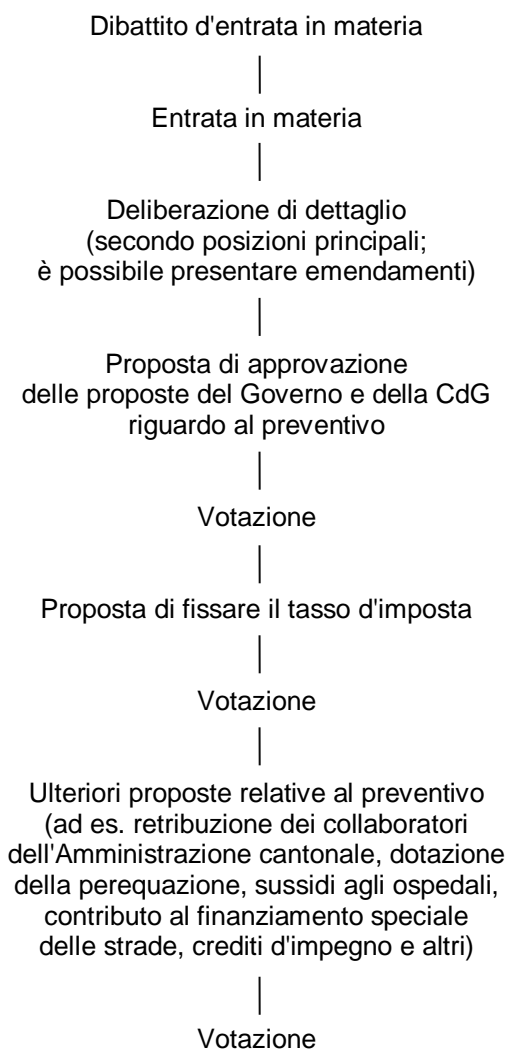 Dibattito d'entrata in materia
Entrata in materia
Deliberazione di dettaglio
(secondo posizioni principali;
è possibile presentare emendamenti)
Proposta di approvazione
delle proposte del Governo e della CdG
riguardo al preventivo
Votazione
Proposta di fissare il tasso d'imposta
Votazione
Ulteriori proposte relative al preventivo
(ad es. retribuzione dei collaboratori
dell'Amministrazione cantonale, dotazione
della perequazione, sussidi agli ospedali,
contributo al finanziamento speciale
delle strade, crediti d'impegno e altri)
Votazione